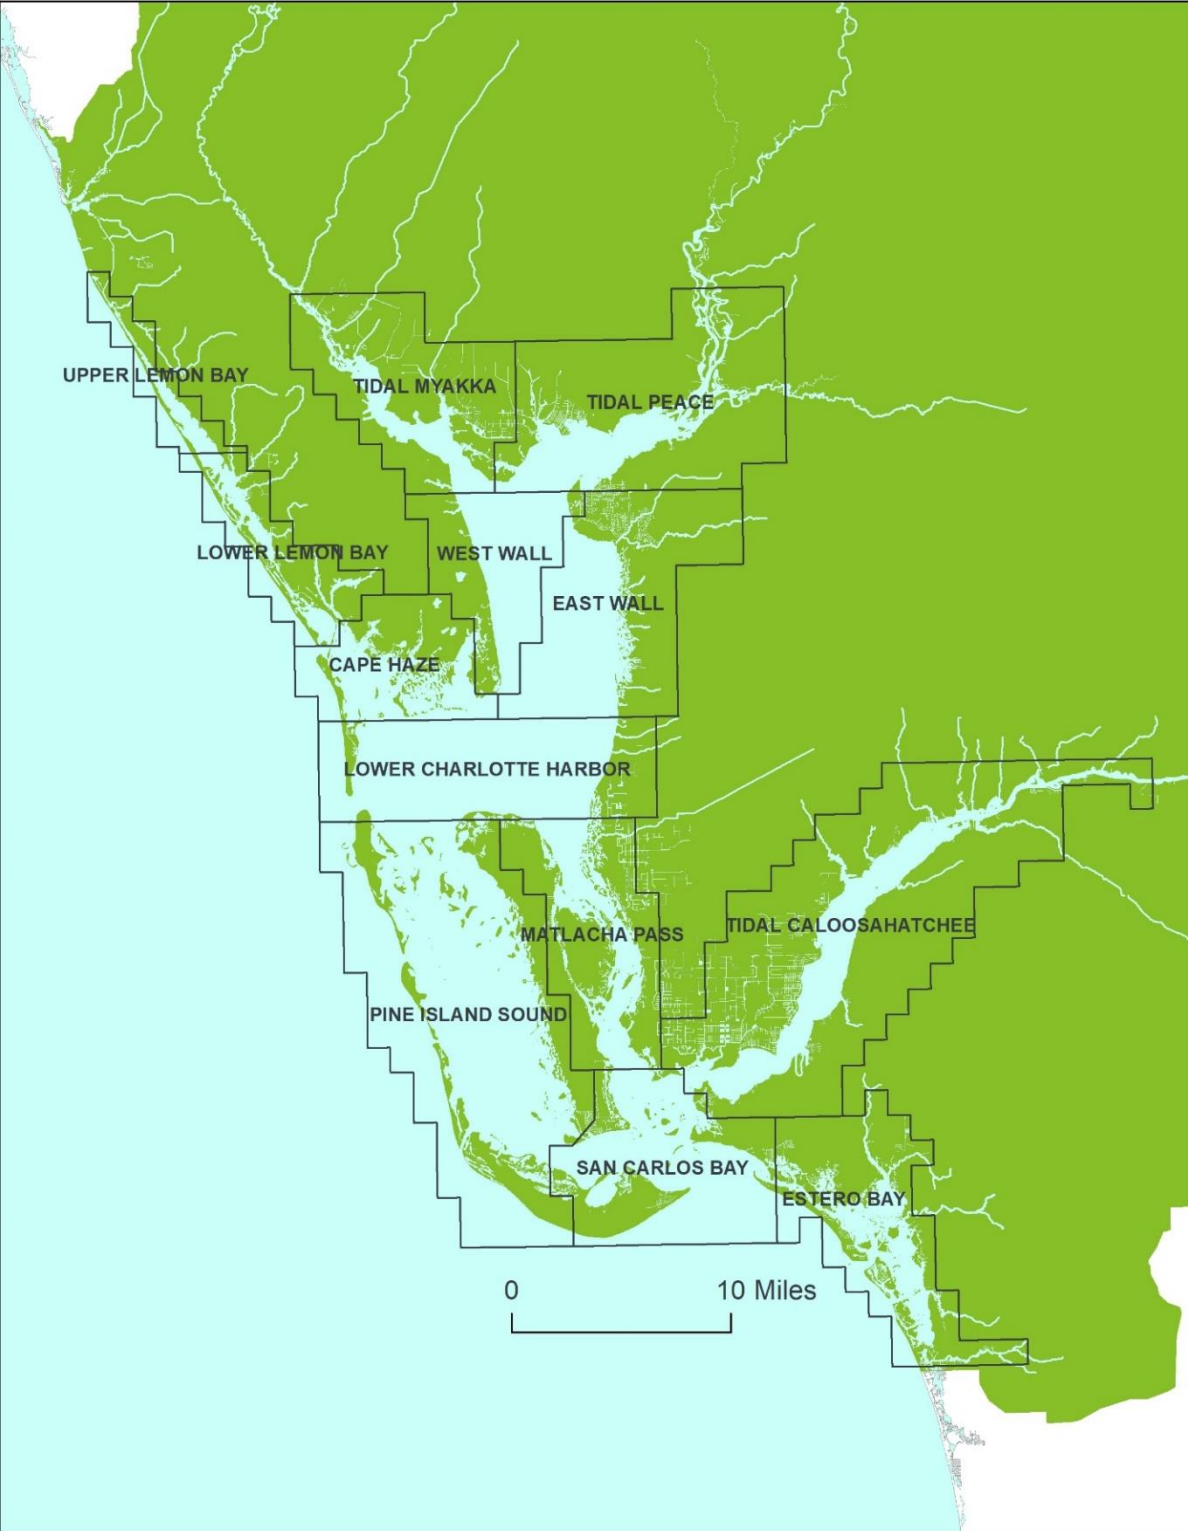 UPPER LEMON BAY
TIDAL MYAKKA
TIDAL PEACE
LOWER LEMON BAY
WEST WALL
EAST WALL
CAPE HAZE
LOWER CHARLOTTE HARBOR
TIDAL CALOOSAHATCHEE
MATLACHA PASS
PINE ISLAND SOUND
SAN CARLOS BAY
ESTERO BAY
0 10 Miles